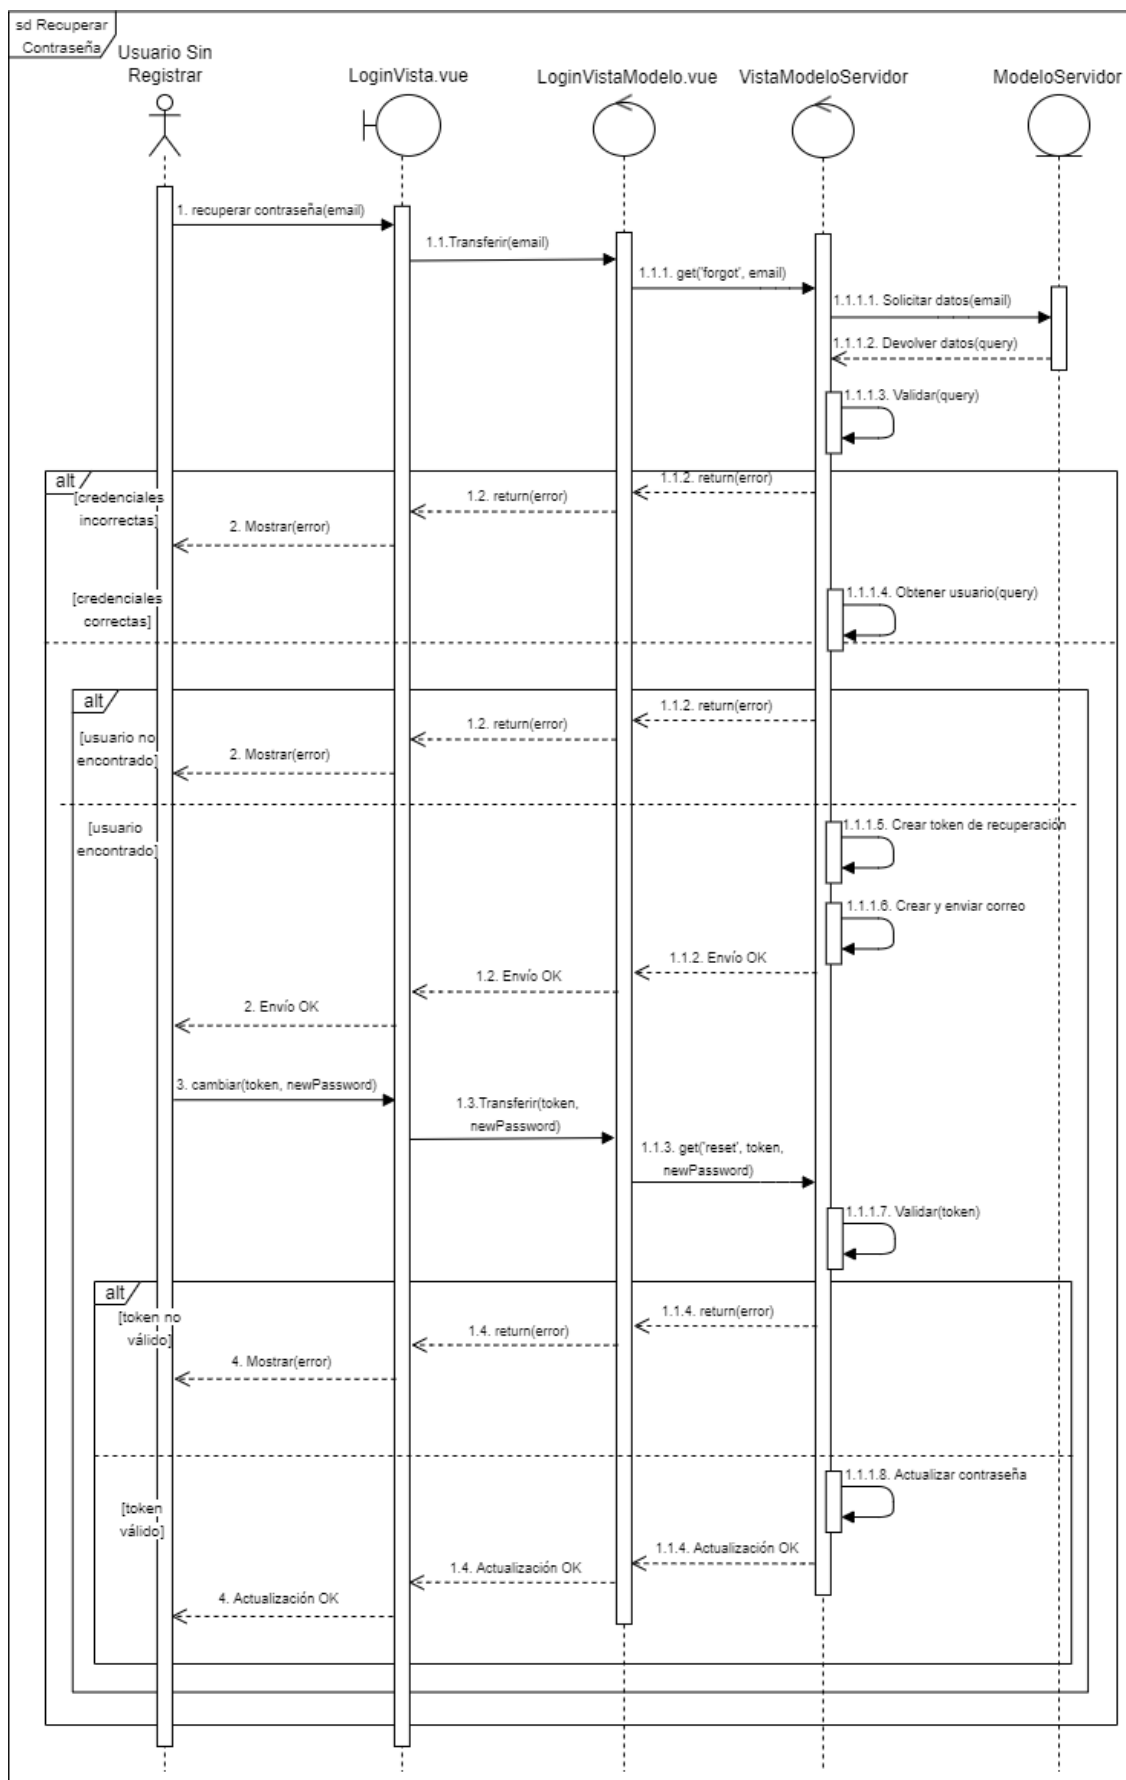 sd Recuperar
Contraseña
Usuario Sin
Registrar
LoginVista.vue
LoginVistaModelo.vue
VistaModeloServidor
ModeloServidor
1. recuperar contraseña(email)
1.1.Transferir(email)
1.1.1. get('forgot', email)
1.1.1.1. Solicitar datos(email)
1.1.1.2. Devolver datos(query)
1.1.1.3. Validar(query)
alt
[credenciales
incorrectas]
1.1.2. return(error)
1.2. return(error)
2. Mostrar(error)
[credenciales
correctas]
1.1.1.4. Obtener usuario(query)
alt
[usuario no
encontrado]
1.1.2. return(error)
1.2. return(error)
2. Mostrar(error)
[usuario
encontrado]
1.1.1.5. Crear token de recuperación
1.1.1.6. Crear y enviar correo
1.1.2. Envío OK
1.2. Envío OK
2. Envío OK
3. cambiar(token, newPassword)
1.3.Transferir(token,
newPassword)
1.1.3. get('reset', token,
newPassword)
1.1.1.7. Validar(token)
alt
[token no
válido]
1.1.4. return(error)
1.4. return(error)
4. Mostrar(error)
1.1.1.8. Actualizar contraseña
[token
válido]
1.1.4. Actualización OK
1.4. Actualización OK
4. Actualización OK